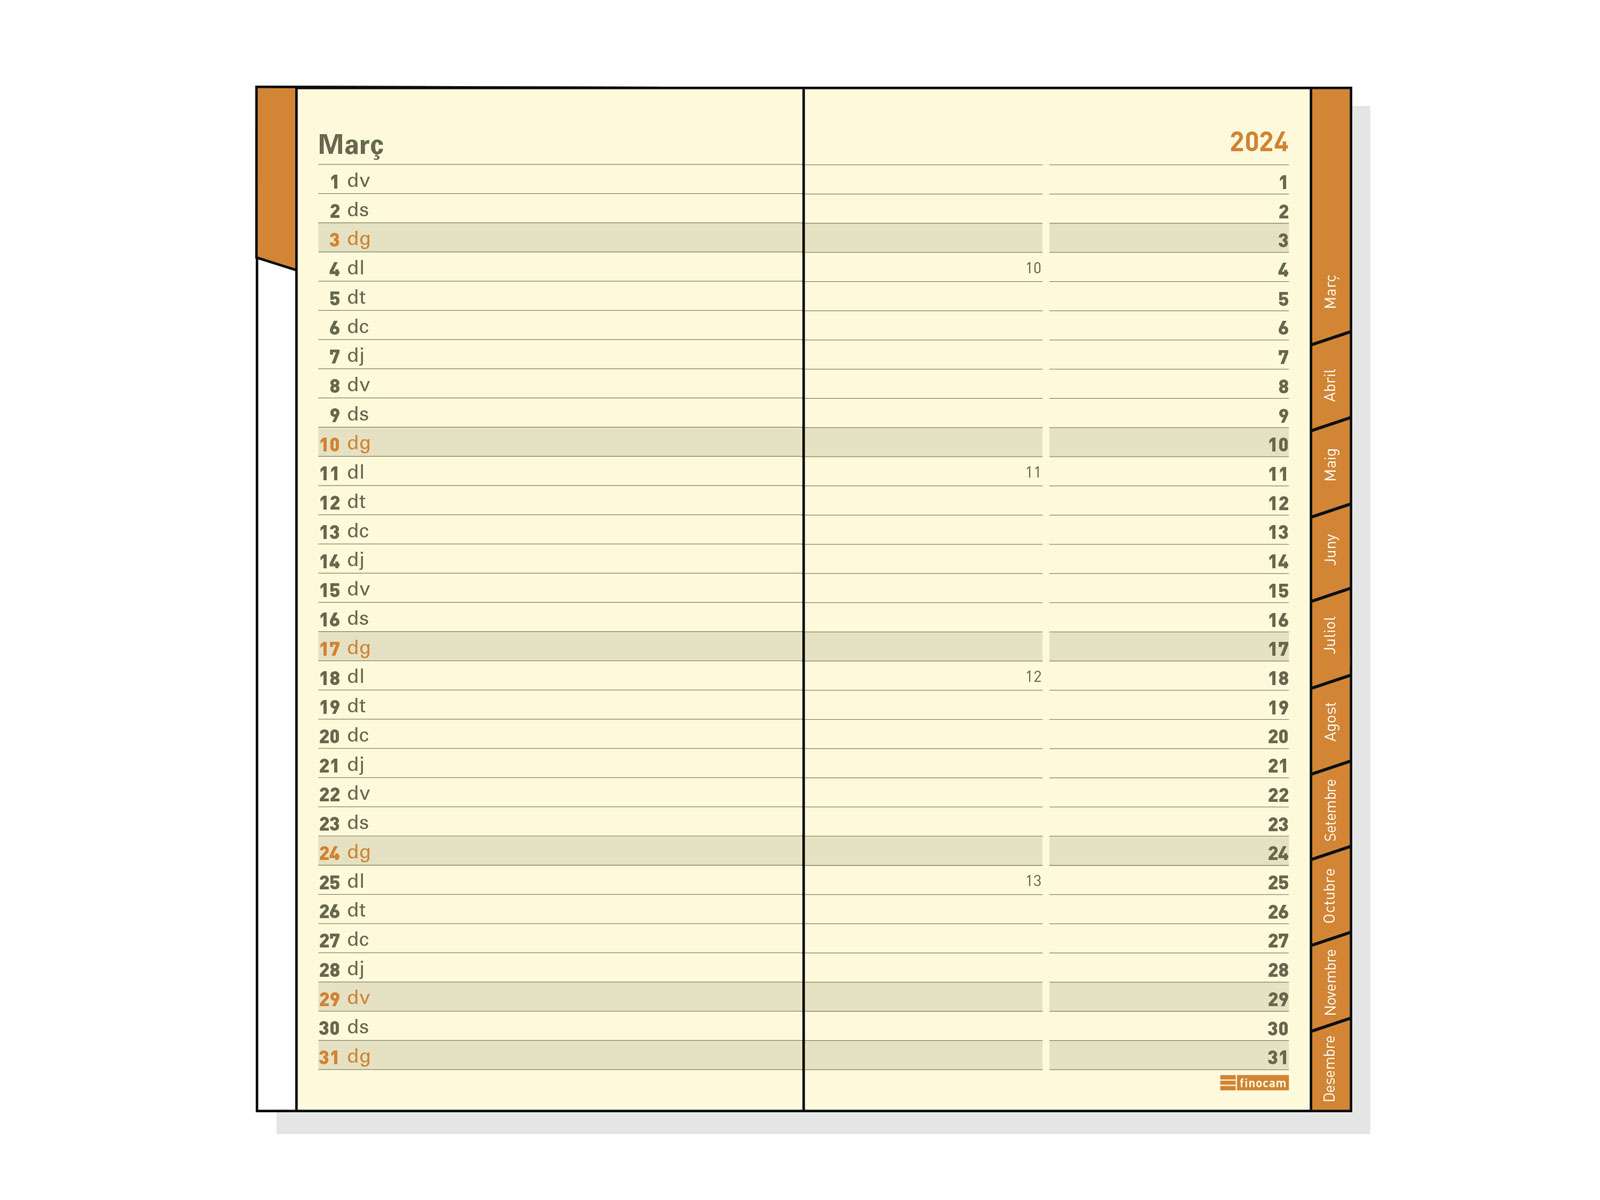 Març 2024
1 dv 1
2 ds 2
3 dg 3
4 dl 10 4
5 dt 5
6 dc 6
7 dj 7
8 dv 8
9 ds 9
10 dg 10
11 dl 11 11
12 dt 12
13 dc 13
14 dj 14
15 dv 15
16 ds 16
17 dg 17
18 dl 12 18
19 dt 19
20 dc 20
21 dj 21
22 dv 22
23 ds 23
24 dg 24
25 dl 13 25
26 dt 26
27 dc 27
28 dj 28
29 dv 29
30 ds 30
31 dg 31
finocam
Març
Abril
Maig
Juny
Juliol
Agost
Setembre
Octubre
Novembre
Desembre